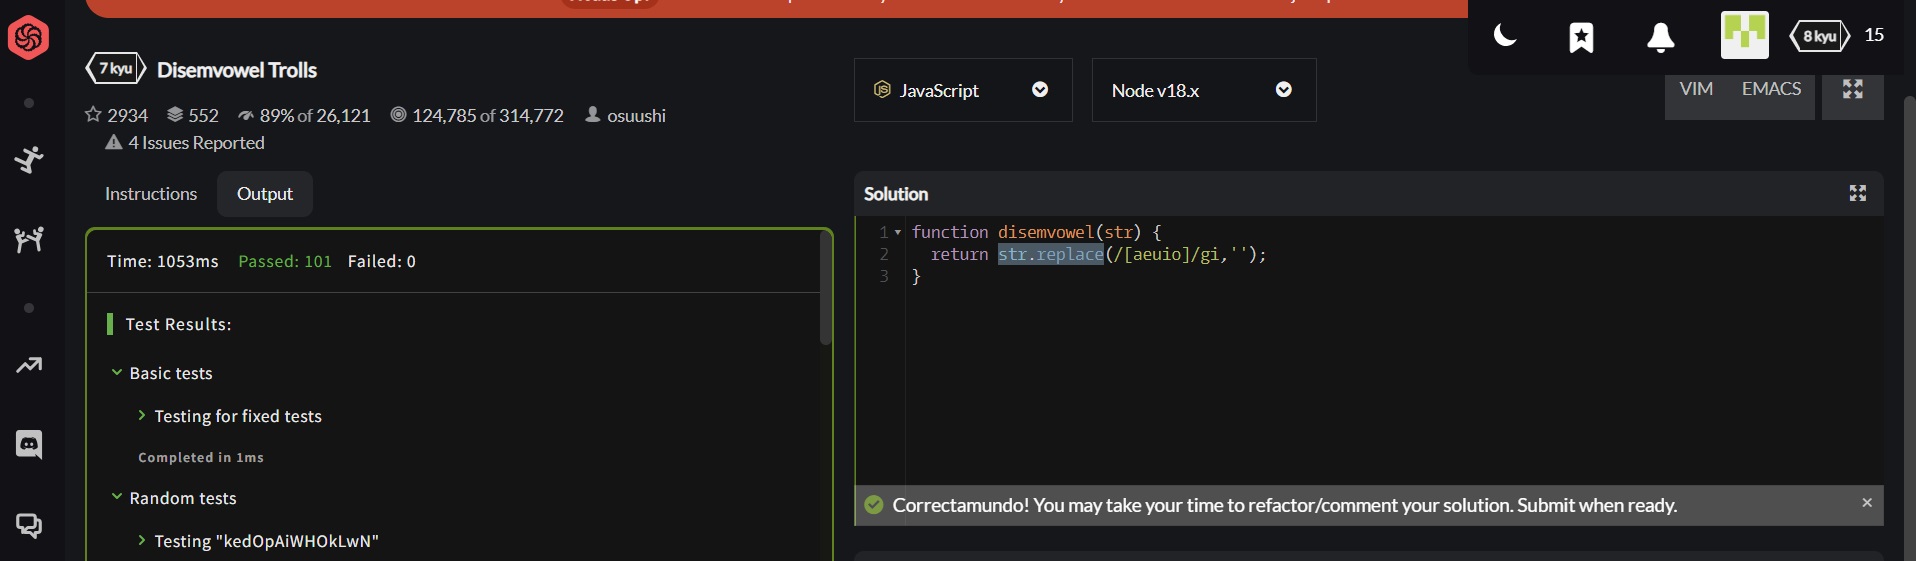 8 kyu
15
7 kyu
Disemvowel Trolls
2934 552 89% of 26,121 124,785 of 314,772 osuushi
4 Issues Reported
Instructions
Output
Time: 1053ms Passed: 101 Failed: 0
Test Results:
Basic tests
Testing for fixed tests
Completed in 1ms
Random tests
Testing "kedOpAiWHOkLwN"
JS JavaScript
Node v18.x
VIM
EMACS
Solution
1 function disemvowel(str) {
2 return str.replace(/[aeuio]/gi,'');
3 }
Correctamundo! You may take your time to refactor/comment your solution. Submit when ready.
×